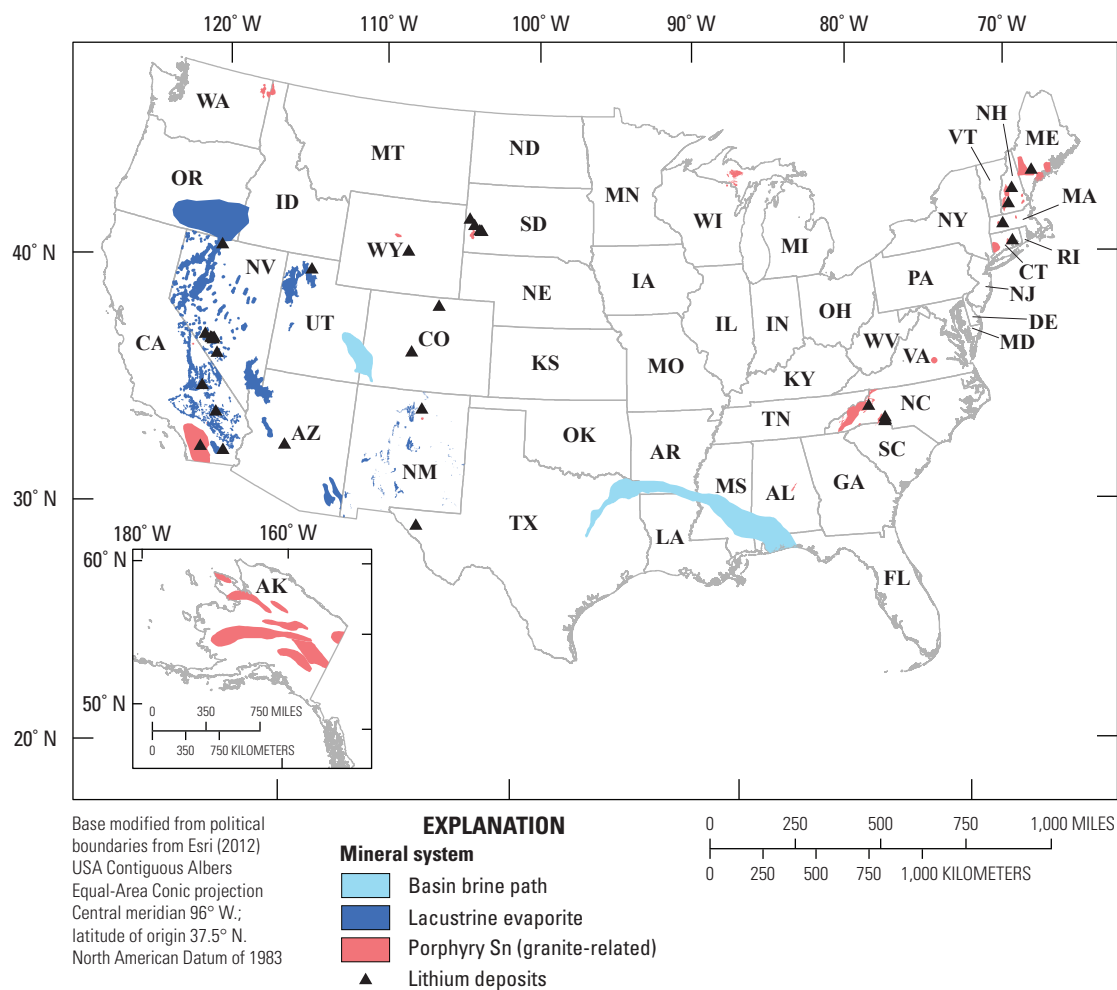 120° W
110° W
100° W
90° W
80° W
70° W
WA
NH
VT
ME
MT
ND
OR
MN
ID
MA
SD
WI
NY
40° N
WY
MI
RI
NV
CT
IA
PA
NE
NJ
UT
OH
IL
IN
DE
CA
CO
WV
MD
VA
KS
MO
KY
NC
TN
AZ
OK
NM
AR
SC
30° N
MS
AL
GA
TX
LA
180° W
160° W
60° N
FL
AK
50° N
0 350 750 MILES
20° N
0 350 750 KILOMETERS
Base modified from political
boundaries from Esri (2012)
USA Contiguous Albers
Equal-Area Conic projection
Central meridian 96° W.;
latitude of origin 37.5° N.
North American Datum of 1983
EXPLANATION
Mineral system
Basin brine path
Lacustrine evaporite
Porphyry Sn (granite-related)
Lithium deposits
0 250 500 750 1,000 MILES
0 250 500 750 1,000 KILOMETERS